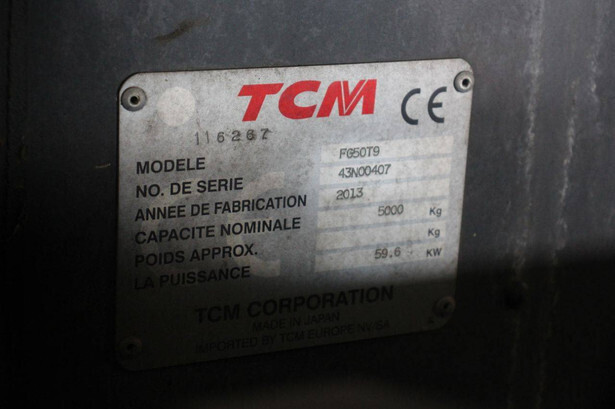 TCM CE
116267
MODELE FG50T9
NO. DE SERIE 43N00407
ANNEE DE FABRICATION 2013
CAPACITE NOMINALE 5000 Kg
POIDS APPROX. Kg
LA PUISSANCE 59.6 KW
TCM CORPORATION
MADE IN JAPAN
IMPORTED BY TCM EUROPE NV/SA